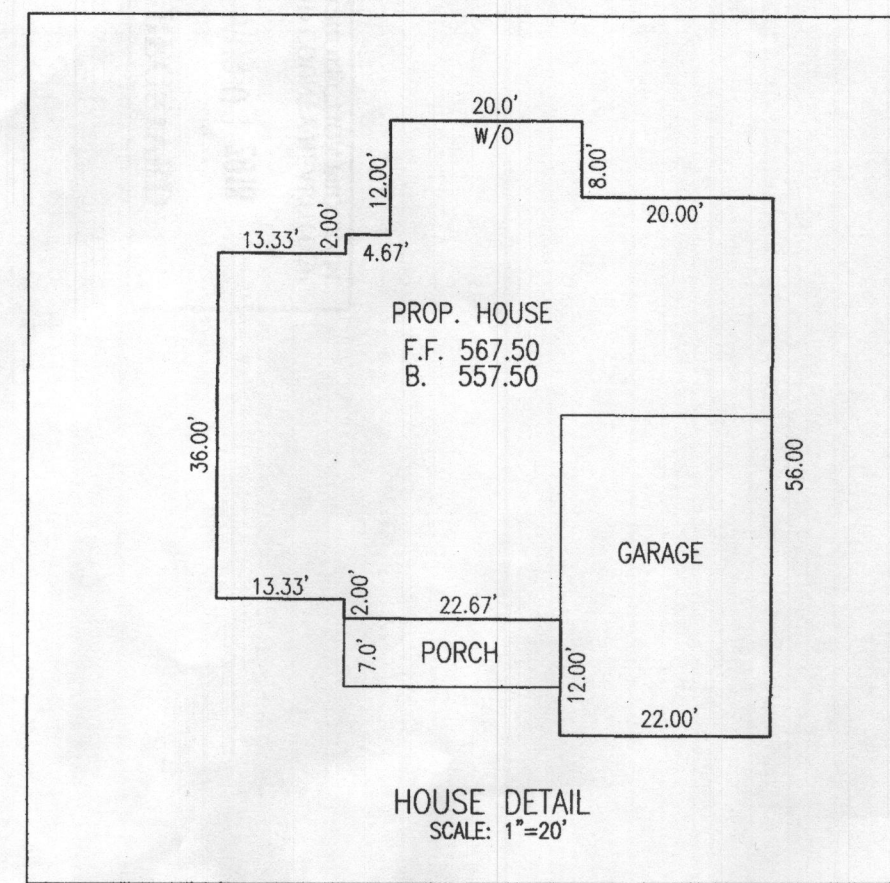 20.0'
W/O
12.00'
8.00'
20.00'
13.33'
2.00'
4.67'
PROP. HOUSE
F.F. 567.50
B. 557.50
36.00'
56.00
GARAGE
13.33'
2.00'
22.67'
7.0'
PORCH
12.00'
22.00'
HOUSE DETAIL
SCALE: 1"=20'